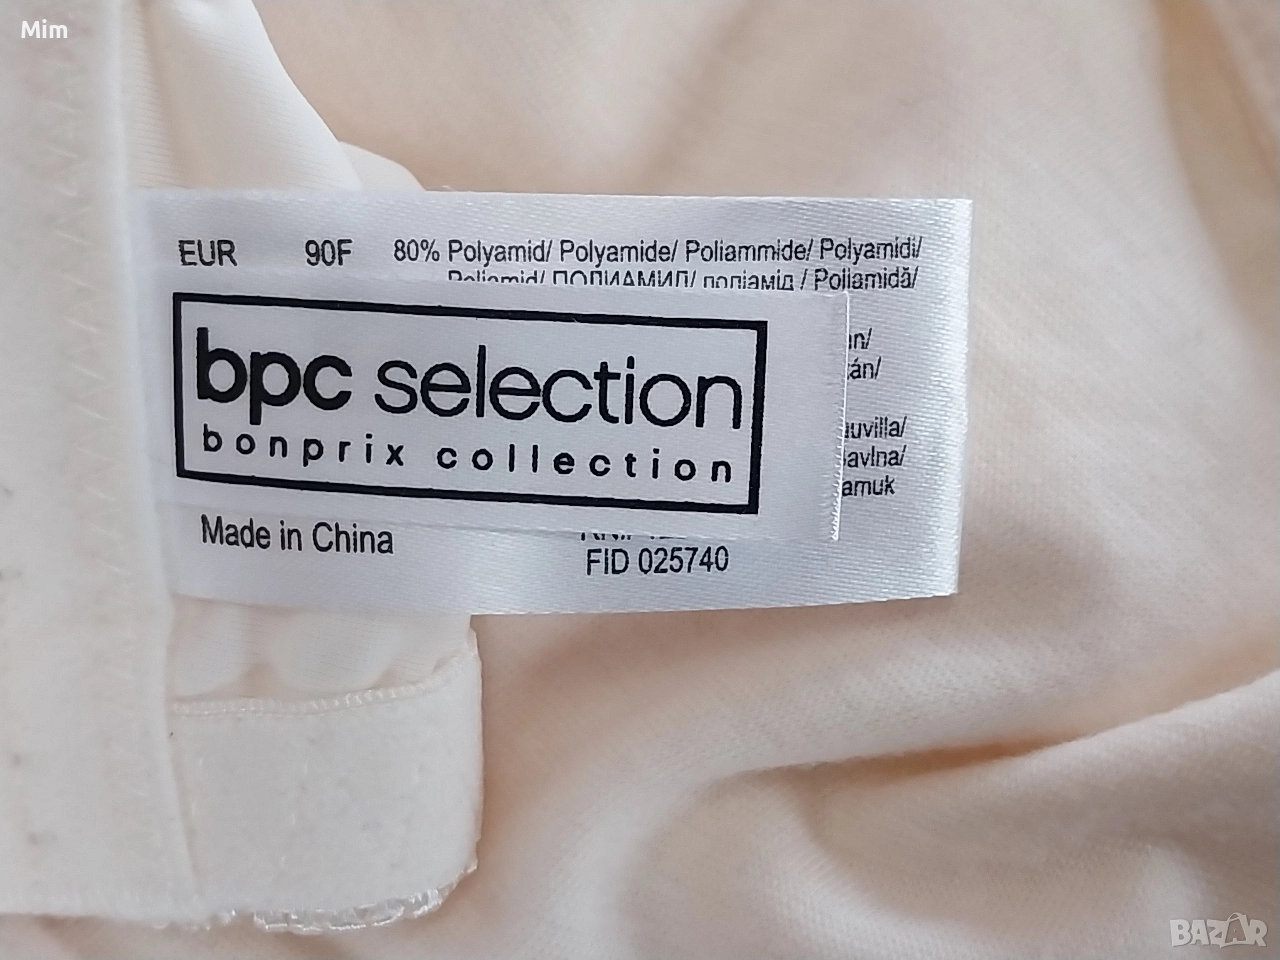 Mim
EUR 90F 80% Polyamid/ Polyamide/ Poliammide/ Polyamidi/
Poliamid/ ПОЛИАМИД/ поліамід / Poliamidă/
bpc selection
bonprix collection
Made in China
FID 025740
BAZAR